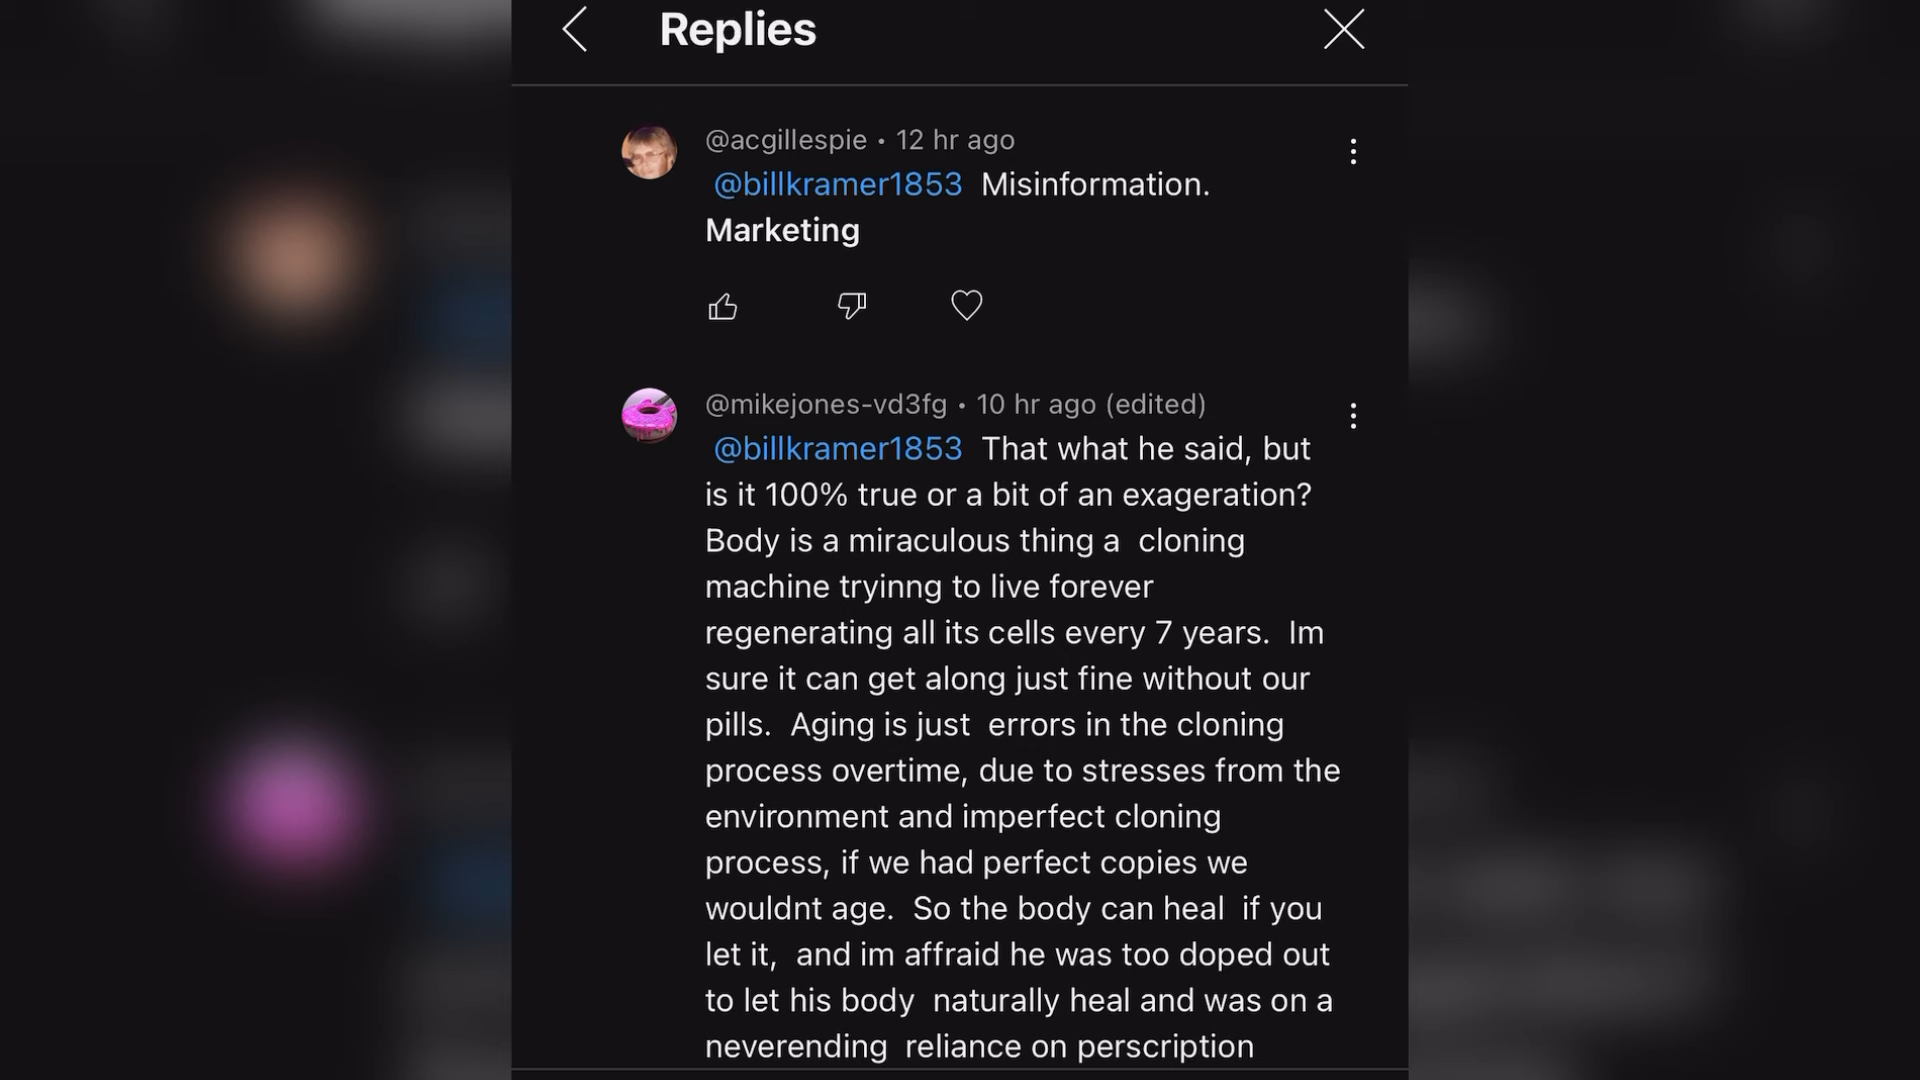 Replies
@acgillespie • 12 hr ago
@billkramer1853 Misinformation.
Marketing
@mikejones-vd3fg • 10 hr ago (edited)
@billkramer1853 That what he said, but
is it 100% true or a bit of an exageration?
Body is a miraculous thing a cloning
machine tryinng to live forever
regenerating all its cells every 7 years. Im
sure it can get along just fine without our
pills. Aging is just errors in the cloning
process overtime, due to stresses from the
environment and imperfect cloning
process, if we had perfect copies we
wouldnt age. So the body can heal if you
let it, and im affraid he was too doped out
to let his body naturally heal and was on a
neverending reliance on perscription